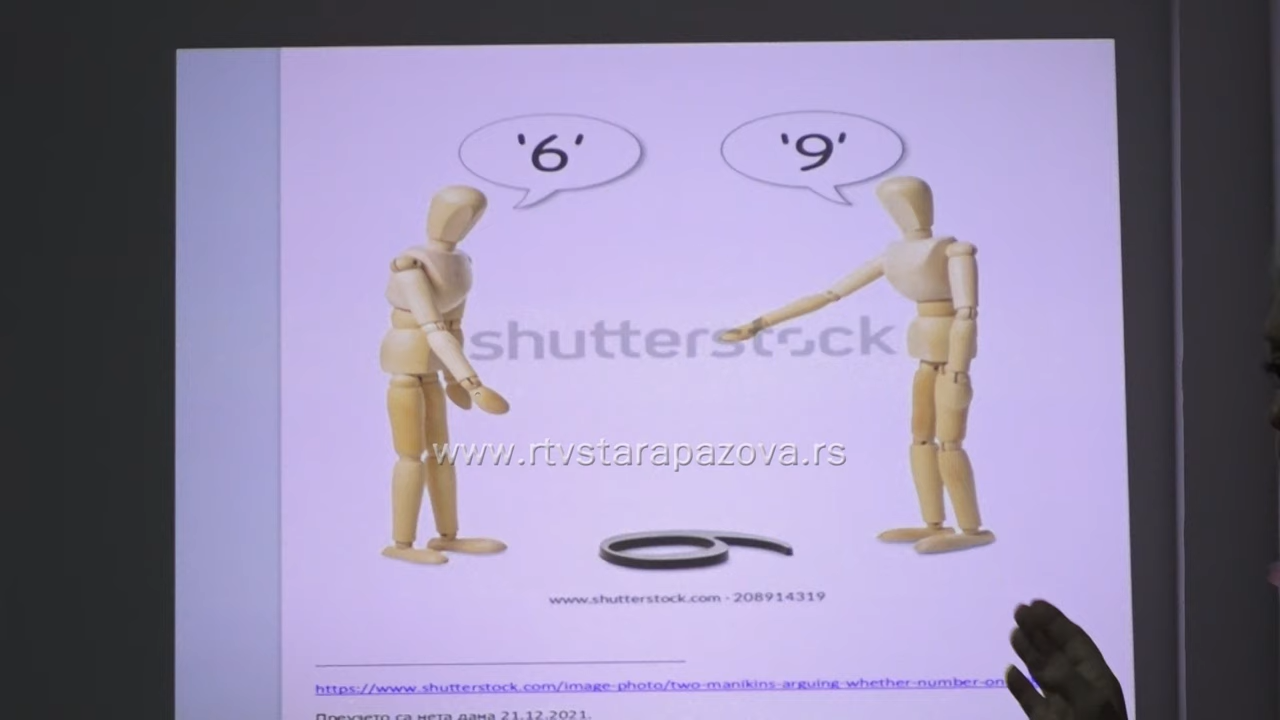 '6'
'9'
shutterstock
www.rtvstarapazova.rs
www.shutterstock.com · 208914319
https://www.shutterstock.com/image-photo/two-manikins-arguing-whether-number-on
Преузето са нета дана 21.12.2021.